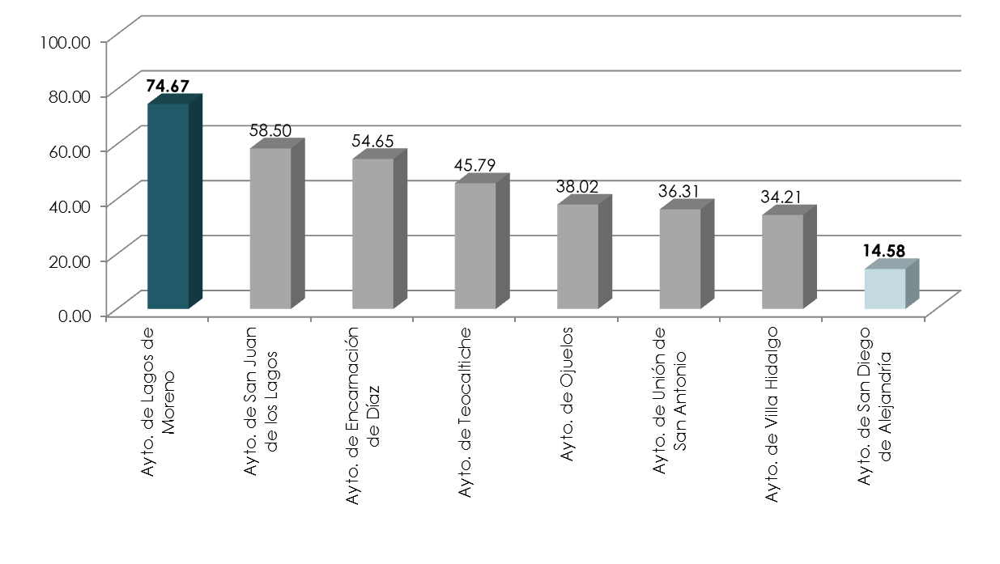 100.00
80.00
60.00
40.00
20.00
0.00
74.67
58.50
54.65
45.79
38.02
36.31
34.21
14.58
Ayto. de Lagos de
Moreno
Ayto. de San Juan
de los Lagos
Ayto. de Encarnación
de Díaz
Ayto. de Teocaltiche
Ayto. de Ojuelos
Ayto. de Unión de
San Antonio
Ayto. de Villa Hidalgo
Ayto. de San Diego
de Alejandría